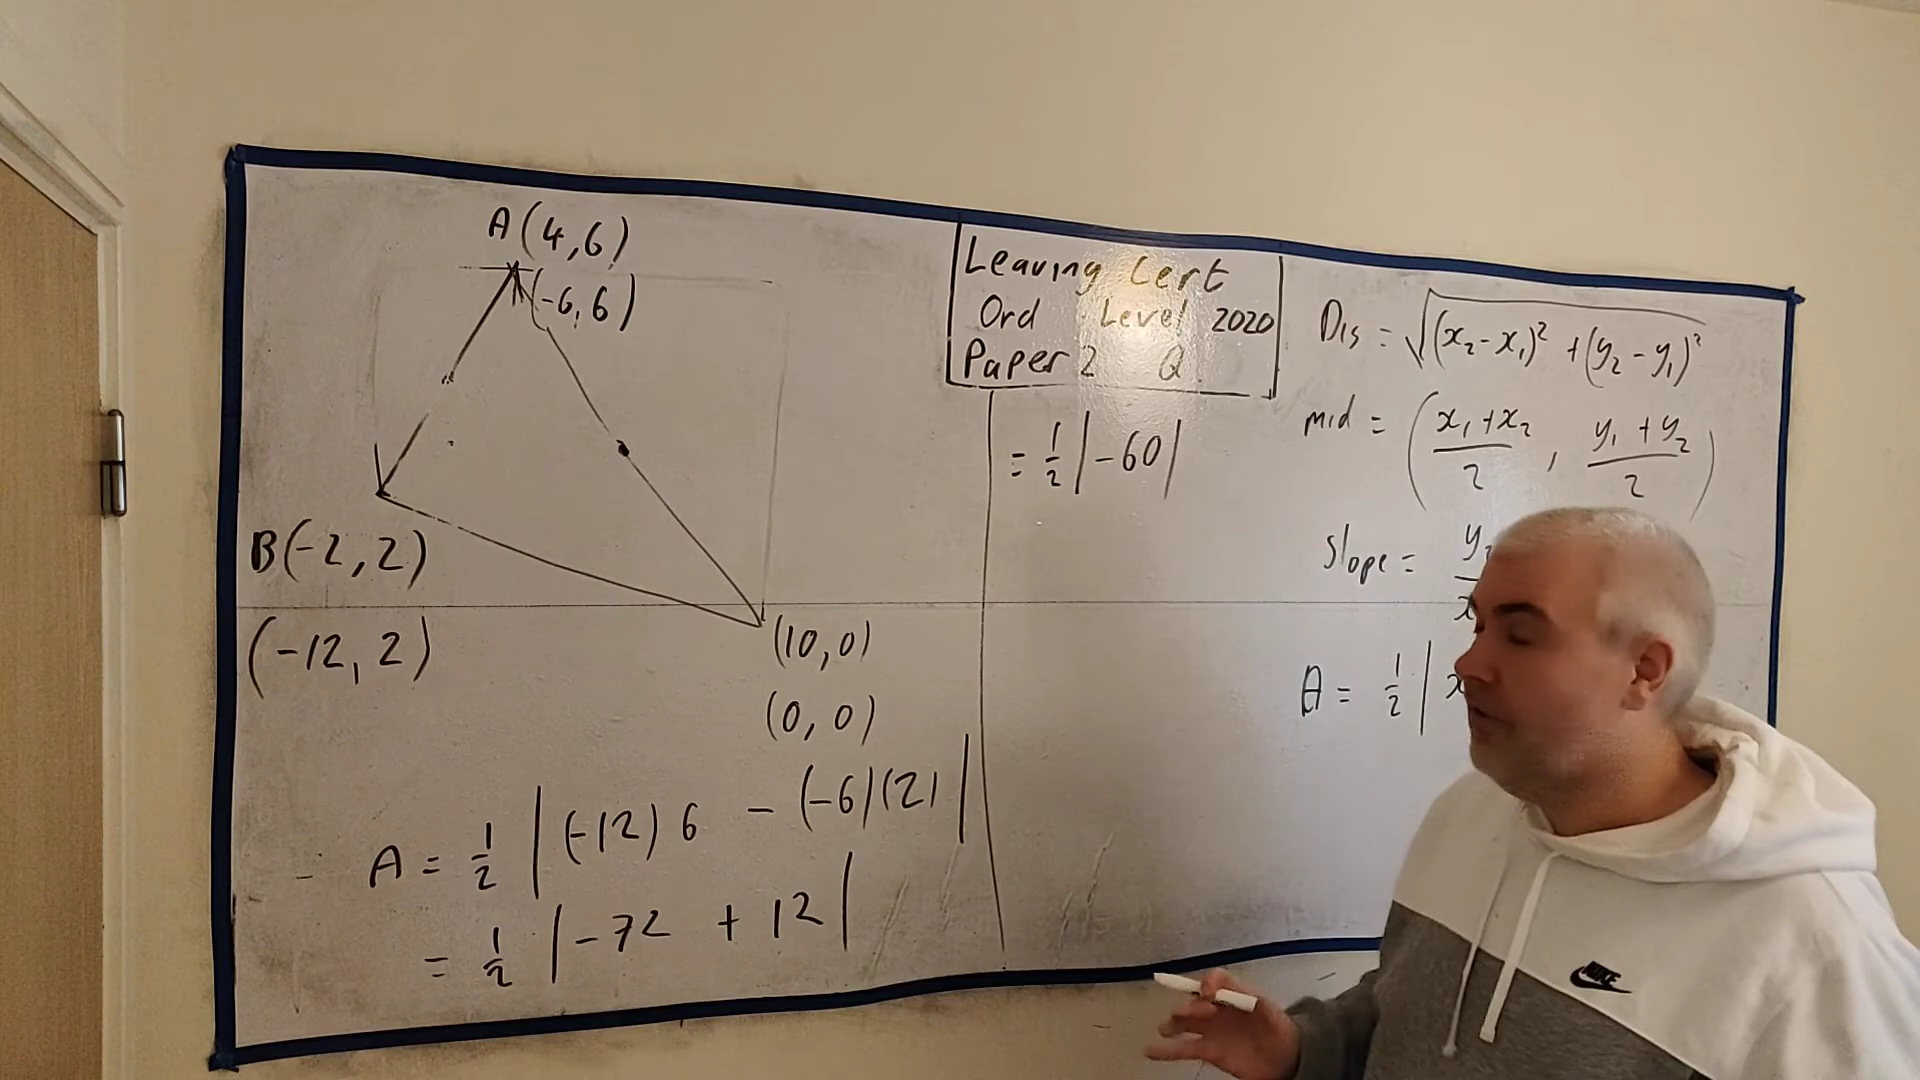 A(4,6)
(-6,6)
B(-2,2)
(-12,2)
(10,0)
(0,0)
A = 1/2 |(-12)6 - (-6)(2)|
= 1/2 |-72 + 12|
Leaving Cert
Ord Level 2020
Paper 2 Q
= 1/2 |-60|
Dis = √(x₂-x₁)² + (y₂-y₁)²
mid = (x₁+x₂/2, y₁+y₂/2)
Slope =
A = 1/2 |
NIKE